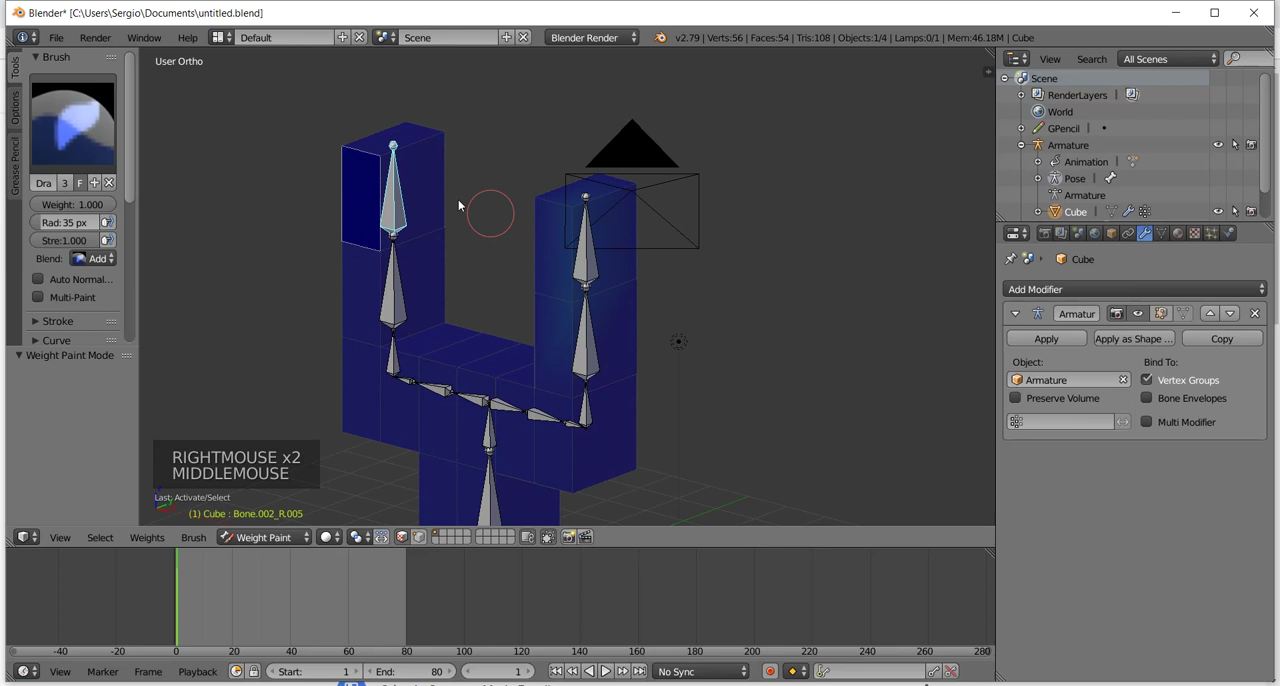 Blender* [C:\Users\Sergio\Documents\untitled.blend]
File Render Window Help Default Scene Blender Render v2.79 | Verts:56 | Faces:54 | Tris:108 | Objects:1/4 | Lamps:0/1 | Mem:46.18M | Cube
Tools
Options
Grease Pencil
Brush
Dra 3 F
Weight: 1.000
Rad:35 px
Stre:1.000
Blend: Add
Auto Normal...
Multi-Paint
Stroke
Curve
Weight Paint Mode
User Ortho
RIGHTMOUSE x2
MIDDLEMOUSE
Last: Activate/Select
(1) Cube : Bone.002_R.005
View Select Weights Brush Weight Paint
View Search All Scenes
Scene
RenderLayers
World
GPencil
Armature
Animation
Pose
Armature
Cube
Cube
Add Modifier
Armatur
Apply Apply as Shape ... Copy
Object: Bind To:
Armature Vertex Groups
Preserve Volume Bone Envelopes
Multi Modifier
-40 -20 0 20 40 60 80 100 120 140 160 180 200 220 240 260 280
View Marker Frame Playback Start: 1 End: 80 1 No Sync